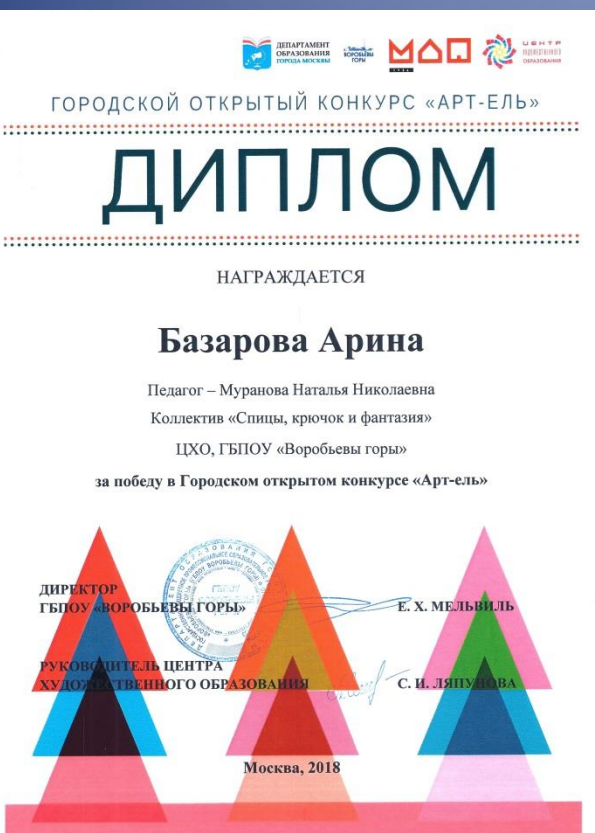 ДЕПАРТАМЕНТ
ОБРАЗОВАНИЯ
ГОРОДА МОСКВЫ
ВОРОБЬЕВЫ
ГОРЫ
ЦЕНТР
ХУДОЖЕСТВЕННОГО
ОБРАЗОВАНИЯ
ГОРОДСКОЙ ОТКРЫТЫЙ КОНКУРС «АРТ-ЕЛЬ»
ДИПЛОМ
НАГРАЖДАЕТСЯ
Базарова Арина
Педагог – Муранова Наталья Николаевна
Коллектив «Спицы, крючок и фантазия»
ЦХО, ГБПОУ «Воробьевы горы»
за победу в Городском открытом конкурсе «Арт-ель»
ДИРЕКТОР
ГБПОУ «ВОРОБЬЕВЫ ГОРЫ» Е. Х. МЕЛЬВИЛЬ
РУКОВОДИТЕЛЬ ЦЕНТРА
ХУДОЖЕСТВЕННОГО ОБРАЗОВАНИЯ С. И. ЛЯПУНОВА
Москва, 2018